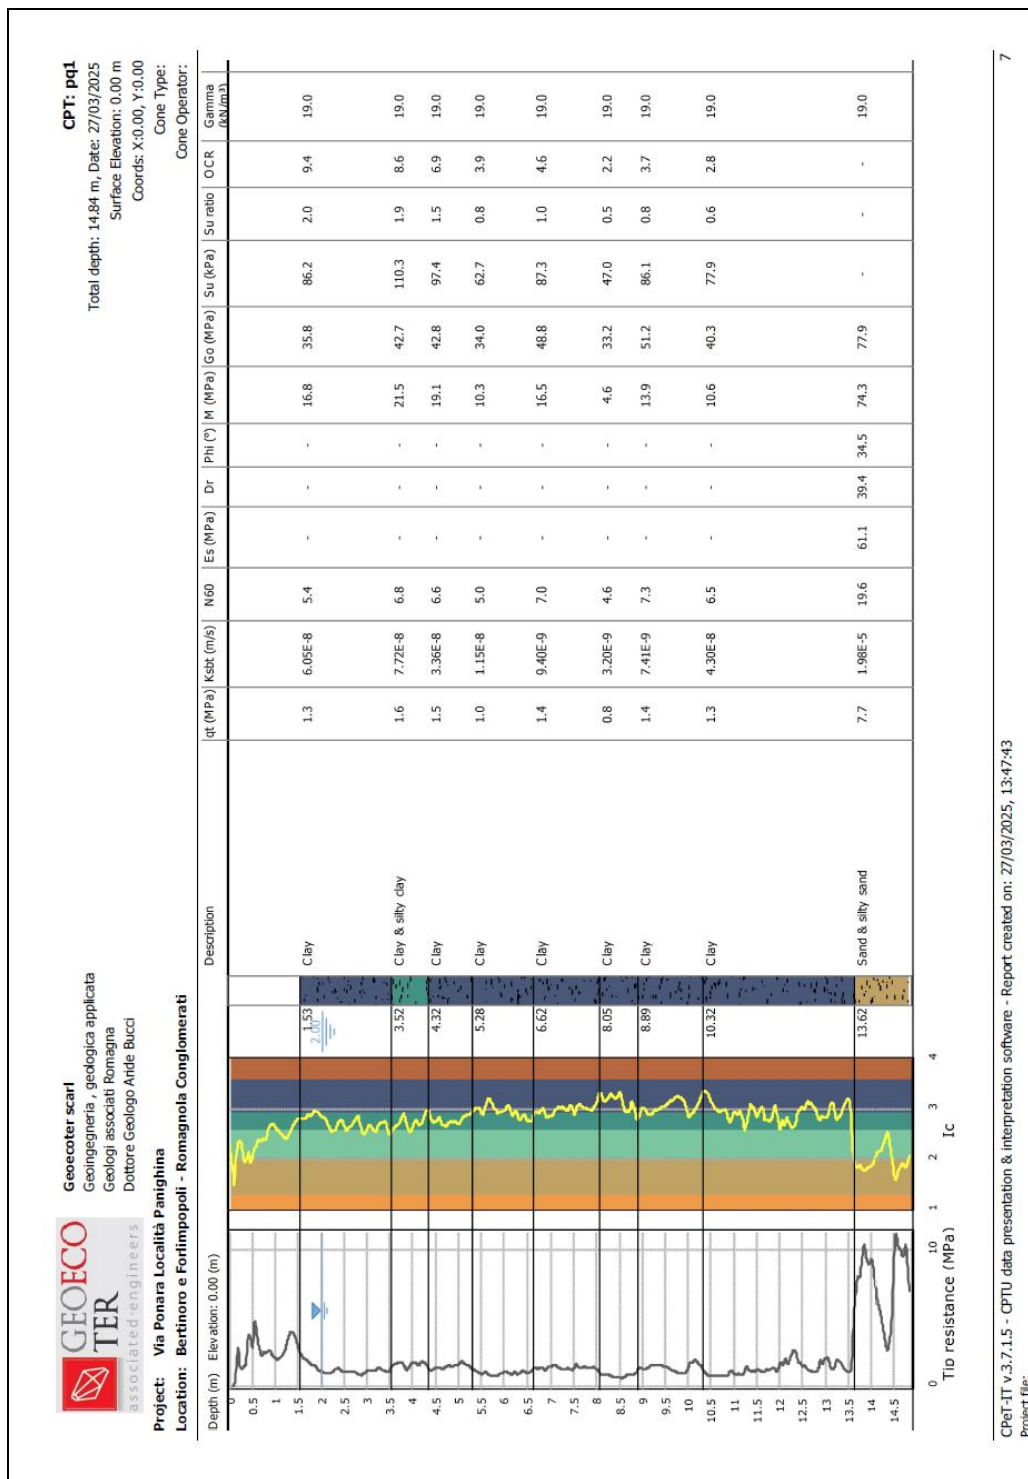 GEOECO
TER
associated·engineers
Geoecoter scarl
Geoingegneria , geologica applicata
Geologi associati Romagna
Dottore Geologo Aride Bucci
CPT: pq1
Total depth: 14.84 m, Date: 27/03/2025
Surface Elevation: 0.00 m
Coords: X:0.00, Y:0.00
Cone Type:
Cone Operator:
Project: Via Ponara Località Panighina
Location: Bertinoro e Forlimpopoli - Romagnola Conglomerati
Depth (m) Elevation: 0.00 (m) Description qt (MPa) Ksbt (m/s) N60 Es (MPa) Dr Phi (°) M (MPa) Go (MPa) Su (kPa) Su ratio OCR Gamma (kN/m³)
0
0.5
1
1.5
2
2.5
3
3.5
4
4.5
5
5.5
6
6.5
7
7.5
8
8.5
9
9.5
10
10.5
11
11.5
12
12.5
13
13.5
14
14.5
1.53 Clay 1.3 6.05E-8 5.4 - - - 16.8 35.8 86.2 2.0 9.4 19.0
2.00
3.52 Clay & silty clay 1.6 7.72E-8 6.8 - - - 21.5 42.7 110.3 1.9 8.6 19.0
4.32 Clay 1.5 3.36E-8 6.6 - - - 19.1 42.8 97.4 1.5 6.9 19.0
5.28 Clay 1.0 1.15E-8 5.0 - - - 10.3 34.0 62.7 0.8 3.9 19.0
6.62 Clay 1.4 9.40E-9 7.0 - - - 16.5 48.8 87.3 1.0 4.6 19.0
8.05 Clay 0.8 3.20E-9 4.6 - - - 4.6 33.2 47.0 0.5 2.2 19.0
8.89 Clay 1.4 7.41E-9 7.3 - - - 13.9 51.2 86.1 0.8 3.7 19.0
10.32 Clay 1.3 4.30E-8 6.5 - - - 10.6 40.3 77.9 0.6 2.8 19.0
13.62 Sand & silty sand 7.7 1.98E-5 19.6 61.1 39.4 34.5 74.3 77.9 - - - 19.0
0 10
Tip resistance (MPa)
1 2 3 4
Ic
CPeT-IT v.3.7.1.5 - CPTU data presentation & interpretation software - Report created on: 27/03/2025, 13:47:43
7
Project file: